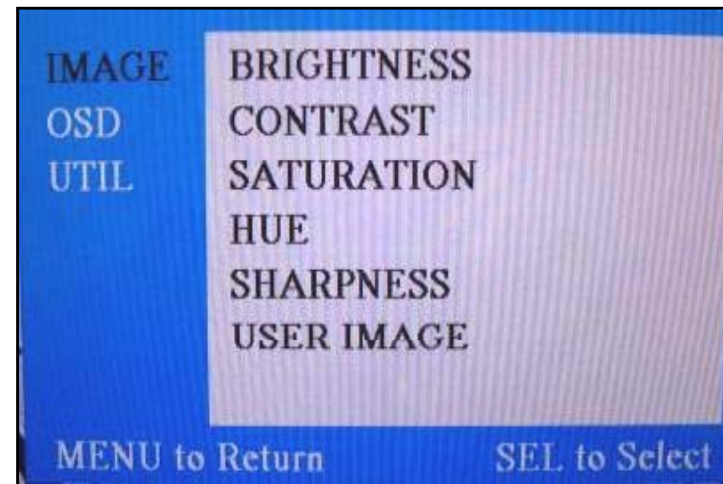 IMAGE BRIGHTNESS
OSD CONTRAST
UTIL SATURATION
HUE
SHARPNESS
USER IMAGE
MENU to Return SEL to Select